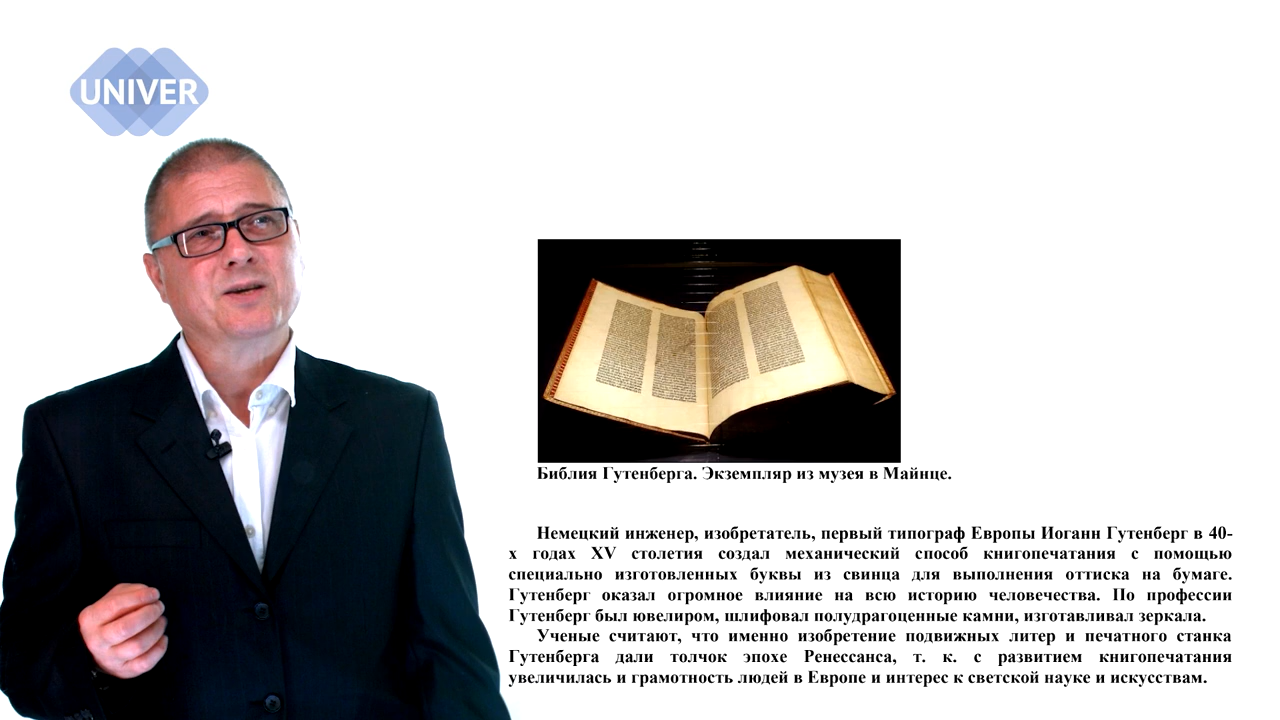 UNIVER
Библия Гутенберга. Экземпляр из музея в Майнце.
Немецкий инженер, изобретатель, первый типограф Европы Иоганн Гутенберг в 40-
х годах XV столетия создал механический способ книгопечатания с помощью
специально изготовленных буквы из свинца для выполнения оттиска на бумаге.
Гутенберг оказал огромное влияние на всю историю человечества. По профессии
Гутенберг был ювелиром, шлифовал полудрагоценные камни, изготавливал зеркала.
Ученые считают, что именно изобретение подвижных литер и печатного станка
Гутенберга дали толчок эпохе Ренессанса, т. к. с развитием книгопечатания
увеличилась и грамотность людей в Европе и интерес к светской науке и искусствам.